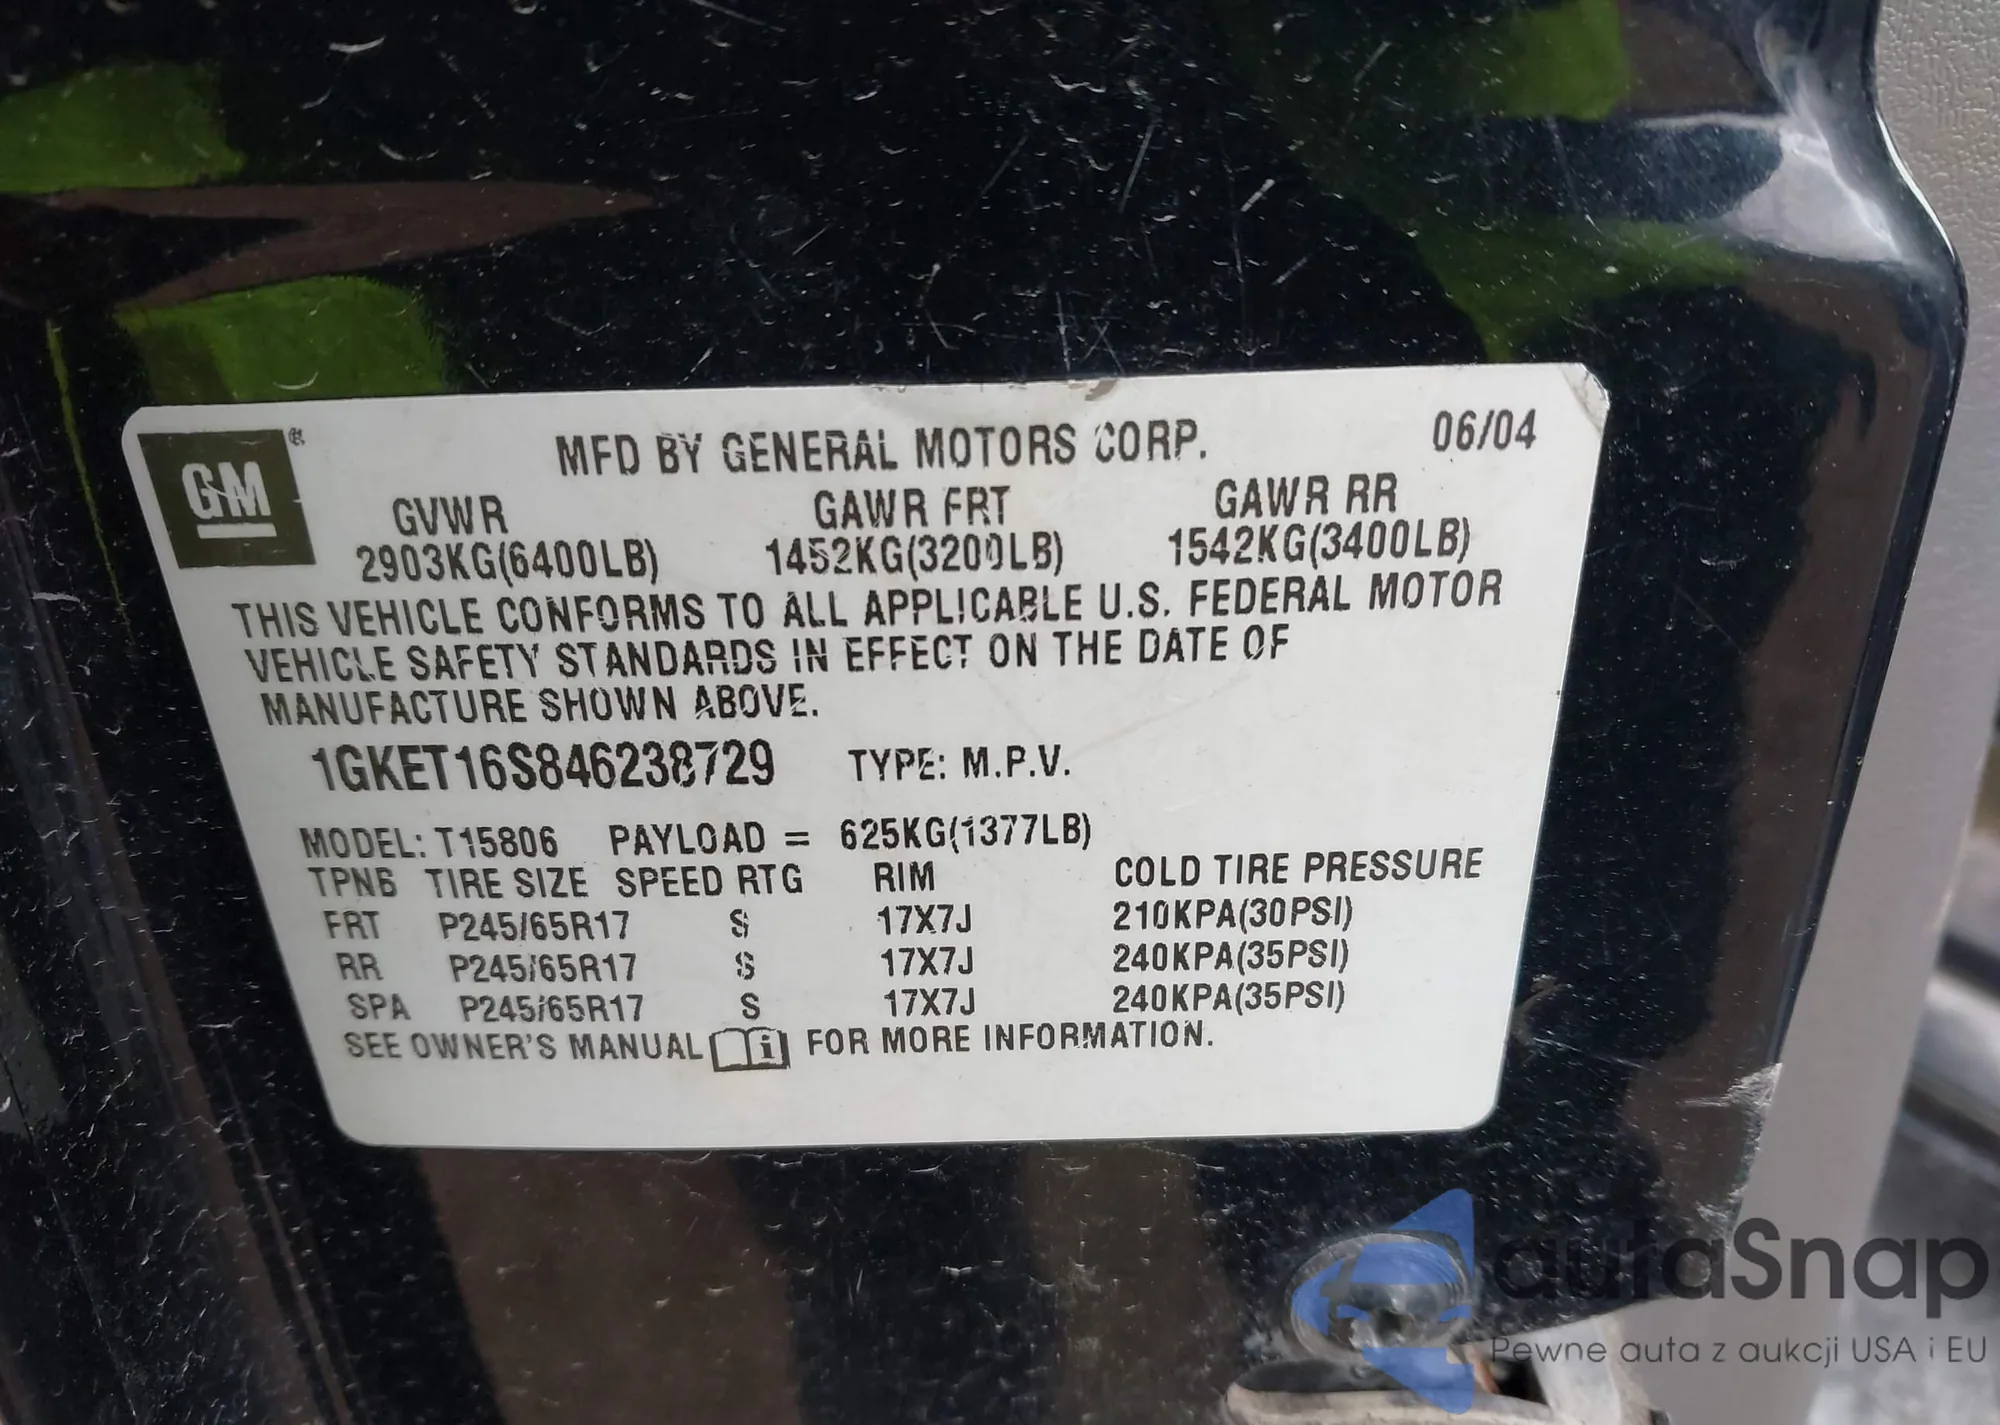 GM ®
MFD BY GENERAL MOTORS CORP. 06/04
GVWR GAWR FRT GAWR RR
2903KG(6400LB) 1452KG(3200LB) 1542KG(3400LB)
THIS VEHICLE CONFORMS TO ALL APPLICABLE U.S. FEDERAL MOTOR
VEHICLE SAFETY STANDARDS IN EFFECT ON THE DATE OF
MANUFACTURE SHOWN ABOVE.
1GKET16S846238729 TYPE: M.P.V.
MODEL: T15806 PAYLOAD = 625KG(1377LB)
TPNB TIRE SIZE SPEED RTG RIM COLD TIRE PRESSURE
FRT P245/65R17 S 17X7J 210KPA(30PSI)
RR P245/65R17 S 17X7J 240KPA(35PSI)
SPA P245/65R17 S 17X7J 240KPA(35PSI)
SEE OWNER'S MANUAL i FOR MORE INFORMATION.
autaSnap
Pewne auta z aukcji USA i EU